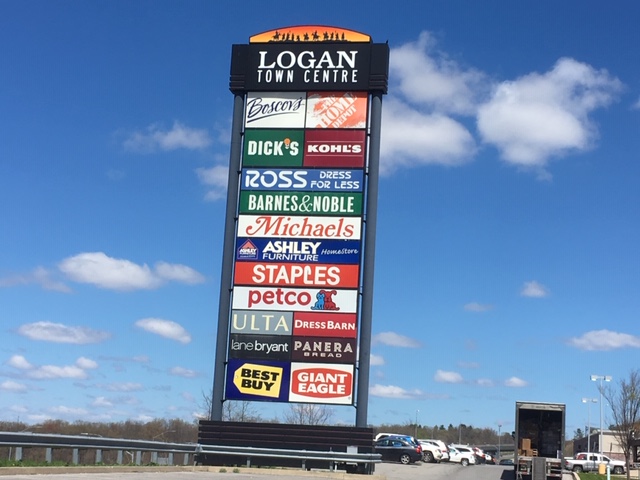 LOGAN
TOWN CENTRE
Boscov's
THE HOME DEPOT
DICK'S
KOHL'S
ROSS DRESS FOR LESS
BARNES&NOBLE
Michaels
ASHLEY
ASHLEY
FURNITURE HomeStore
STAPLES
petco
ULTA
DRESSBARN
lane bryant
PANERA
BREAD
BEST
BUY
GIANT
EAGLE